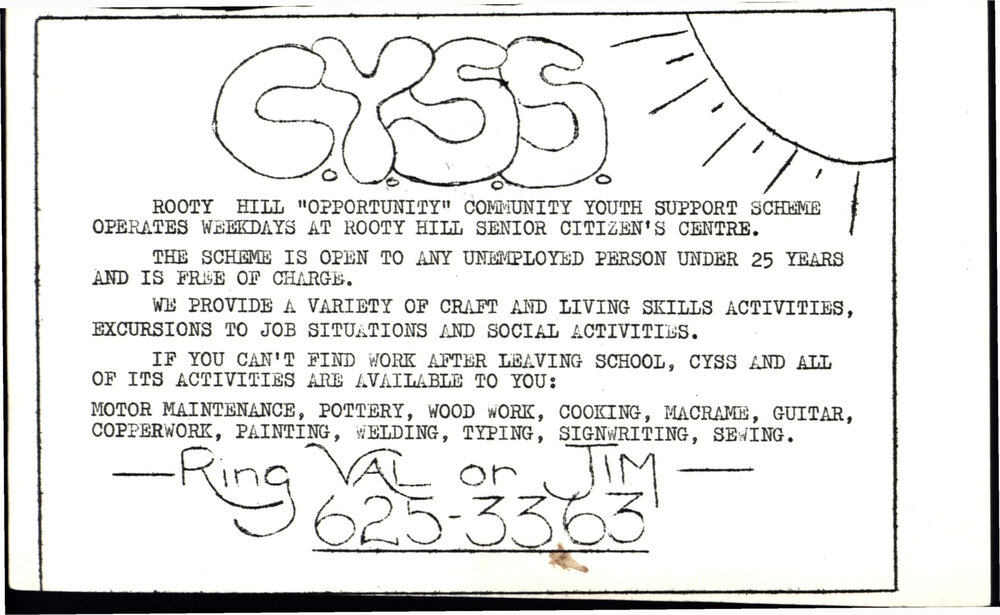 C.Y.S.S.
ROOTY HILL "OPPORTUNITY" COMMUNITY YOUTH SUPPORT SCHEME
OPERATES WEEKDAYS AT ROOTY HILL SENIOR CITIZEN'S CENTRE.
THE SCHEME IS OPEN TO ANY UNEMPLOYED PERSON UNDER 25 YEARS
AND IS FREE OF CHARGE.
WE PROVIDE A VARIETY OF CRAFT AND LIVING SKILLS ACTIVITIES,
EXCURSIONS TO JOB SITUATIONS AND SOCIAL ACTIVITIES.
IF YOU CAN'T FIND WORK AFTER LEAVING SCHOOL, CYSS AND ALL
OF ITS ACTIVITIES ARE AVAILABLE TO YOU:
MOTOR MAINTENANCE, POTTERY, WOOD WORK, COOKING, MACRAME, GUITAR,
COPPERWORK, PAINTING, WELDING, TYPING, SIGNWRITING, SEWING.
— Ring VAL or JIM —
625-3363